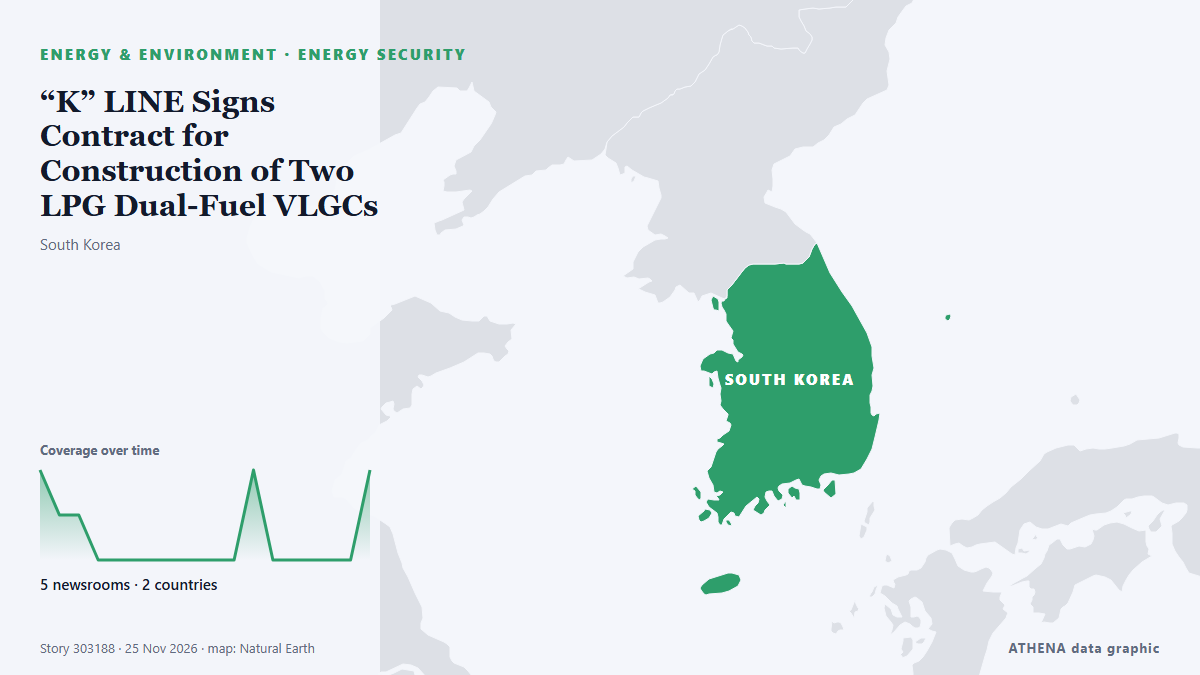 ENERGY & ENVIRONMENT · ENERGY SECURITY
“K” LINE Signs
Contract for
Construction of Two
LPG Dual-Fuel VLGCs
South Korea
SOUTH KOREA
Coverage over time
5 newsrooms · 2 countries
Story 303188 · 25 Nov 2026 · map: Natural Earth
ATHENA data graphic